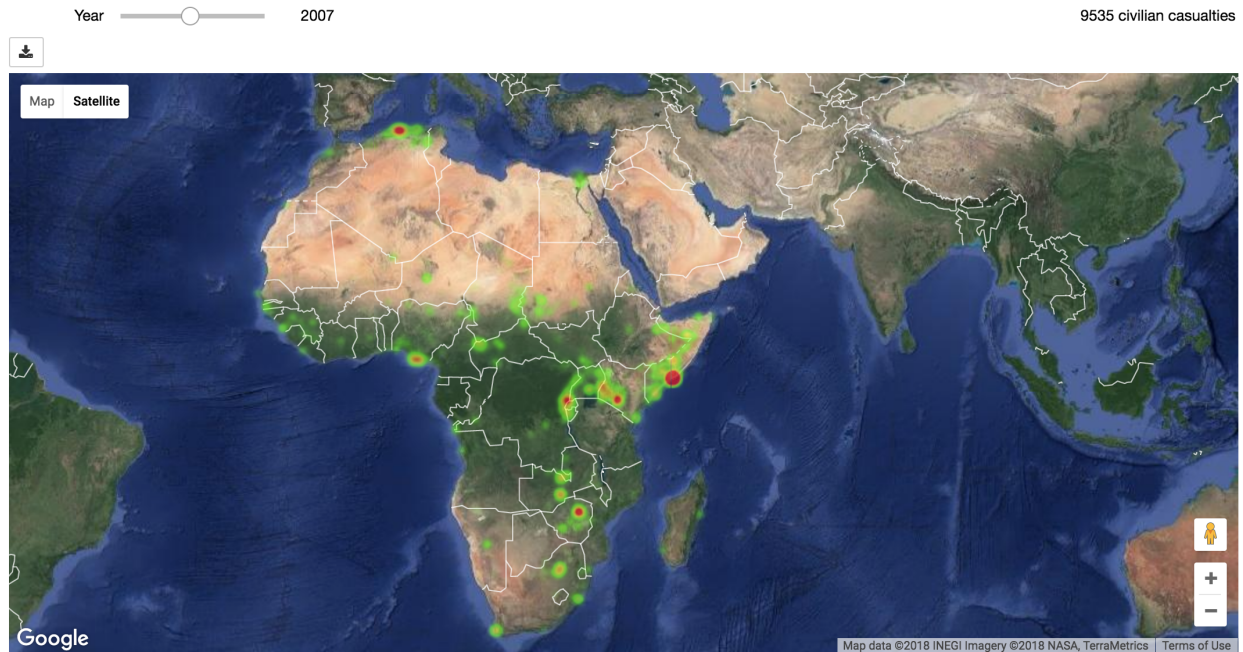 Year 2007 9535 civilian casualties
Map Satellite
Google
Map data ©2018 INEGI Imagery ©2018 NASA, TerraMetrics Terms of Use